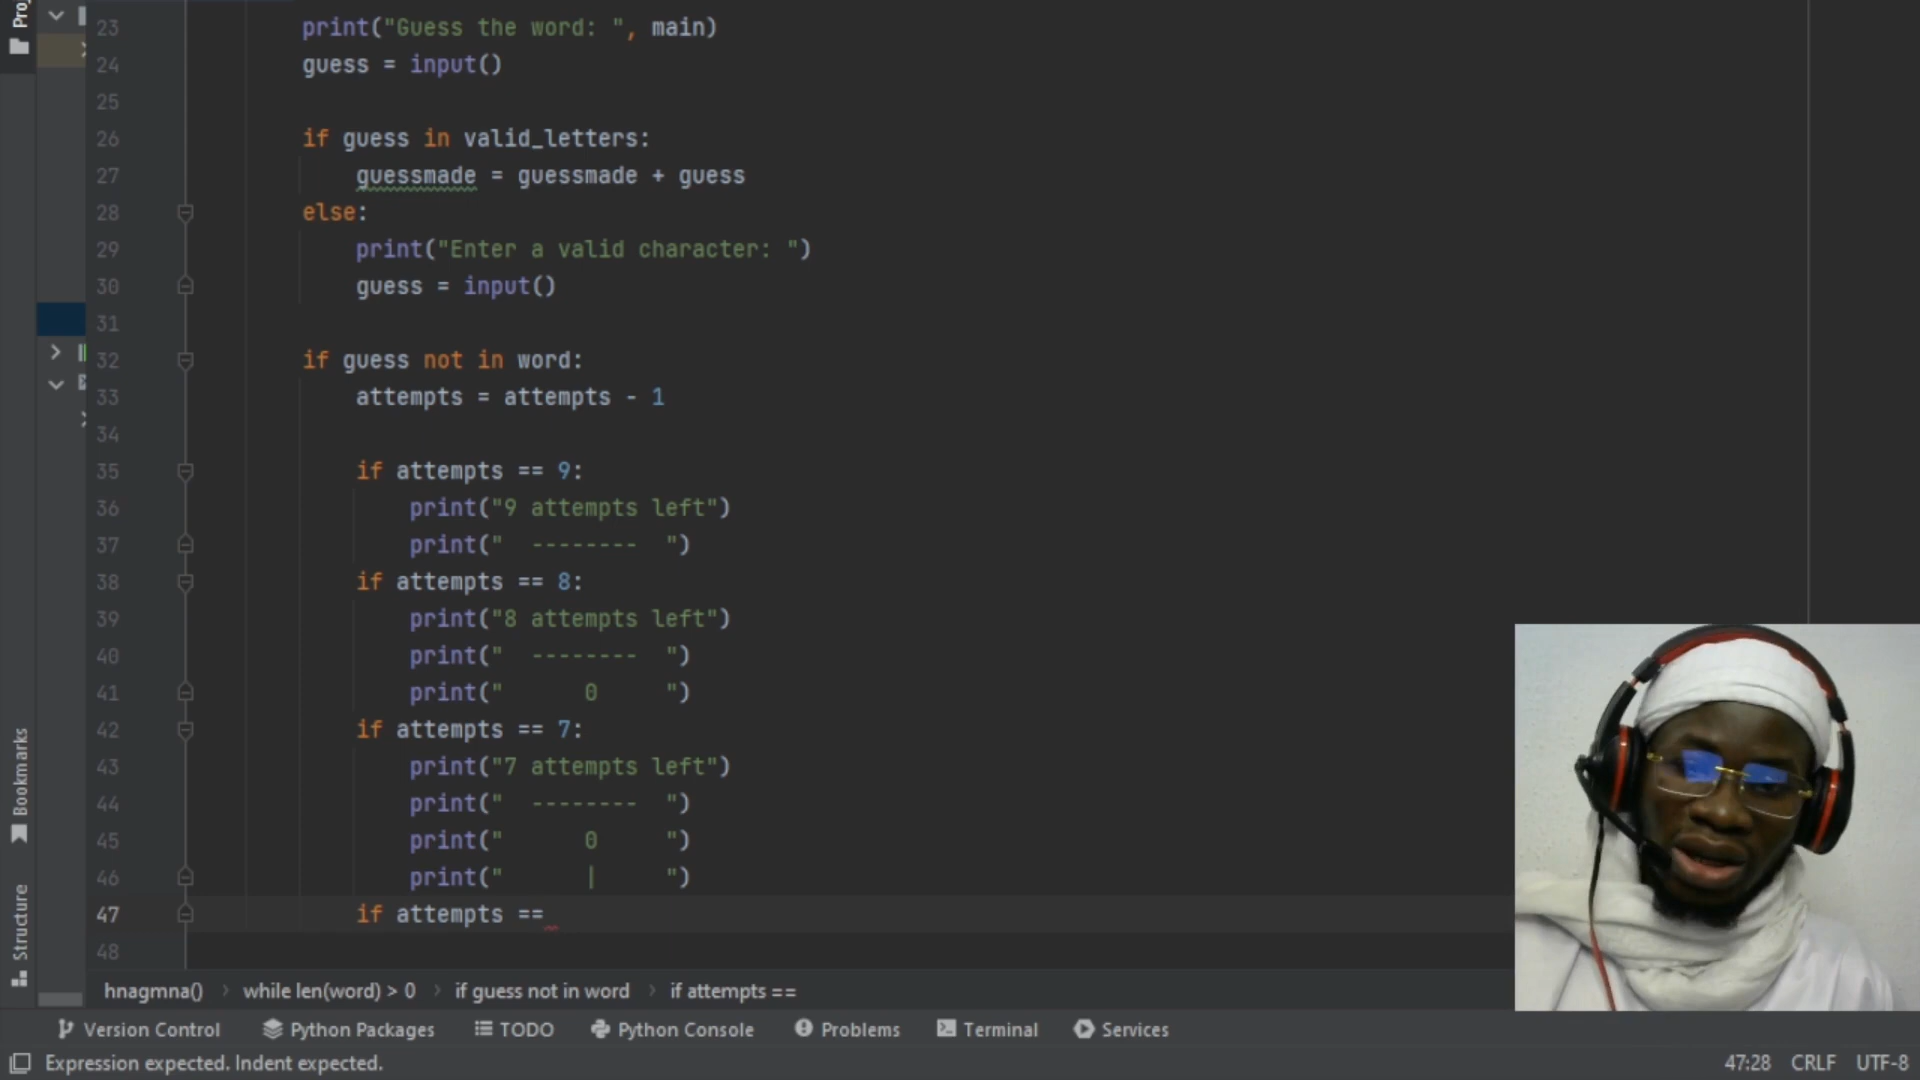 Pro
23 print("Guess the word: ", main)
24 guess = input()
25
26 if guess in valid_letters:
27 guessmade = guessmade + guess
28 else:
29 print("Enter a valid character: ")
30 guess = input()
31
32 if guess not in word:
33 attempts = attempts - 1
34
35 if attempts == 9:
36 print("9 attempts left")
37 print("  --------  ")
38 if attempts == 8:
39 print("8 attempts left")
40 print("  --------  ")
41 print("      0     ")
42 if attempts == 7:
43 print("7 attempts left")
44 print("  --------  ")
45 print("      0     ")
46 print("      |     ")
47 if attempts ==
48
Bookmarks
Structure
hnagmna() › while len(word) > 0 › if guess not in word › if attempts ==
Version Control Python Packages TODO Python Console Problems Terminal Services
Expression expected. Indent expected. 47:28 CRLF UTF-8